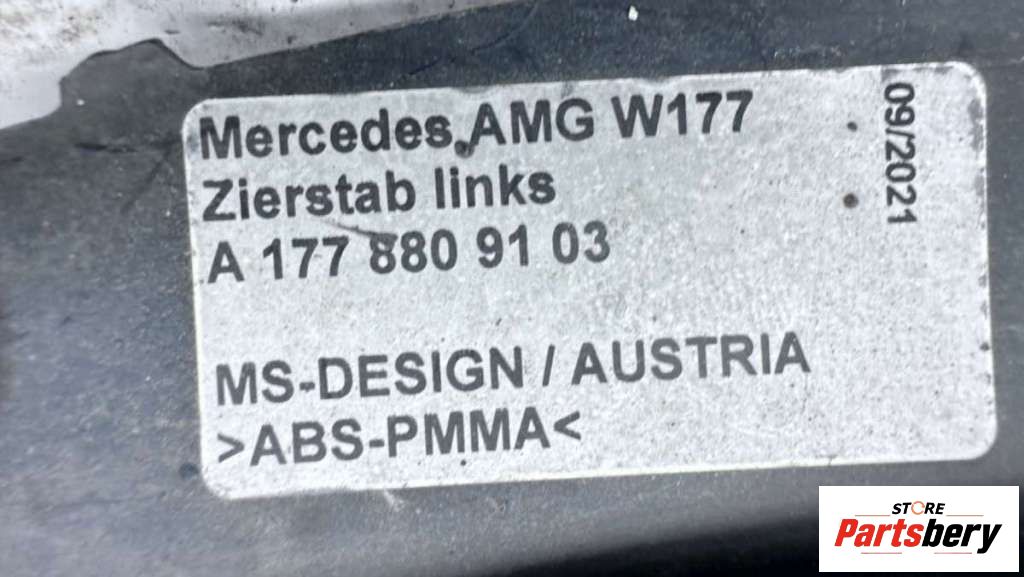 Mercedes AMG W177
Zierstab links
A 177 880 91 03
MS-DESIGN / AUSTRIA
>ABS-PMMA<
09/2021
STORE
Partsbery